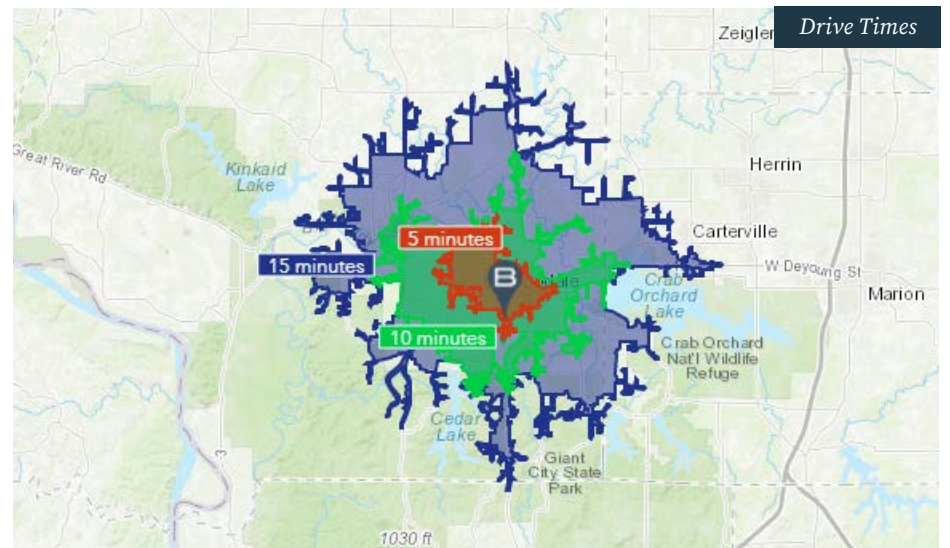 Drive Times
Zeigler
Great River Rd
Kinkaid
Lake
Herrin
5 minutes
Carterville
15 minutes
W Deyoung St
B
Crab
Orchard
Lake
Marion
10 minutes
Crab Orchard
Nat'l Wildlife
Refuge
Cedar
Lake
Giant
City State
Park
3
1030 ft